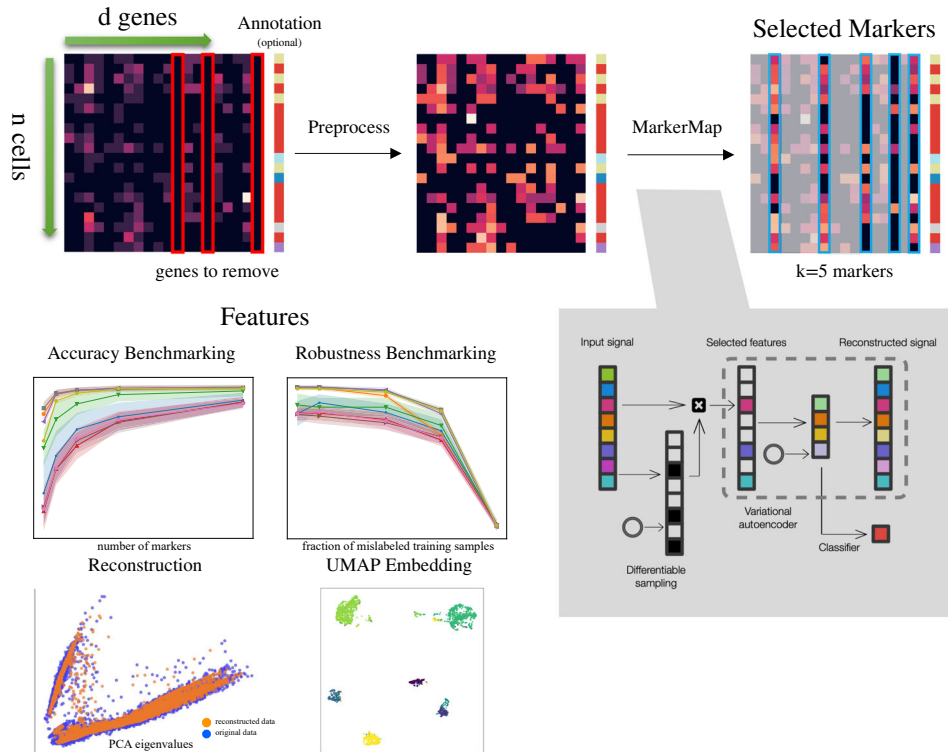 d genes
Annotation
(optional)
Selected Markers
n cells
Preprocess
MarkerMap
genes to remove
k=5 markers
Features
Accuracy Benchmarking
Robustness Benchmarking
number of markers
fraction of mislabeled training samples
Reconstruction
UMAP Embedding
reconstructed data
original data
PCA eigenvalues
Input signal
Selected features
Reconstructed signal
x
Variational
autoencoder
Classifier
Differentiable
sampling